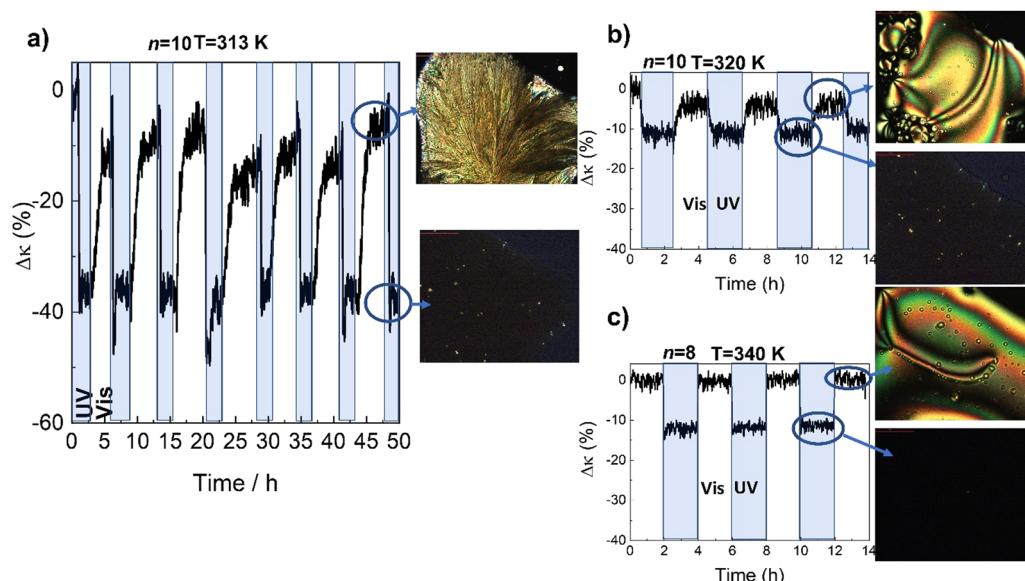 a)
n=10 T=313 K
0
-20
-40
-60
Δκ (%)
UV
Vis
0 5 10 15 20 25 30 35 40 45 50
Time / h
b)
n=10 T=320 K
0
-10
-20
-30
-40
Δκ (%)
Vis UV
0 2 4 6 8 10 12 14
Time (h)
c)
n=8 T=340 K
0
-10
-20
-30
-40
Δκ (%)
Vis UV
0 2 4 6 8 10 12 14
Time (h)